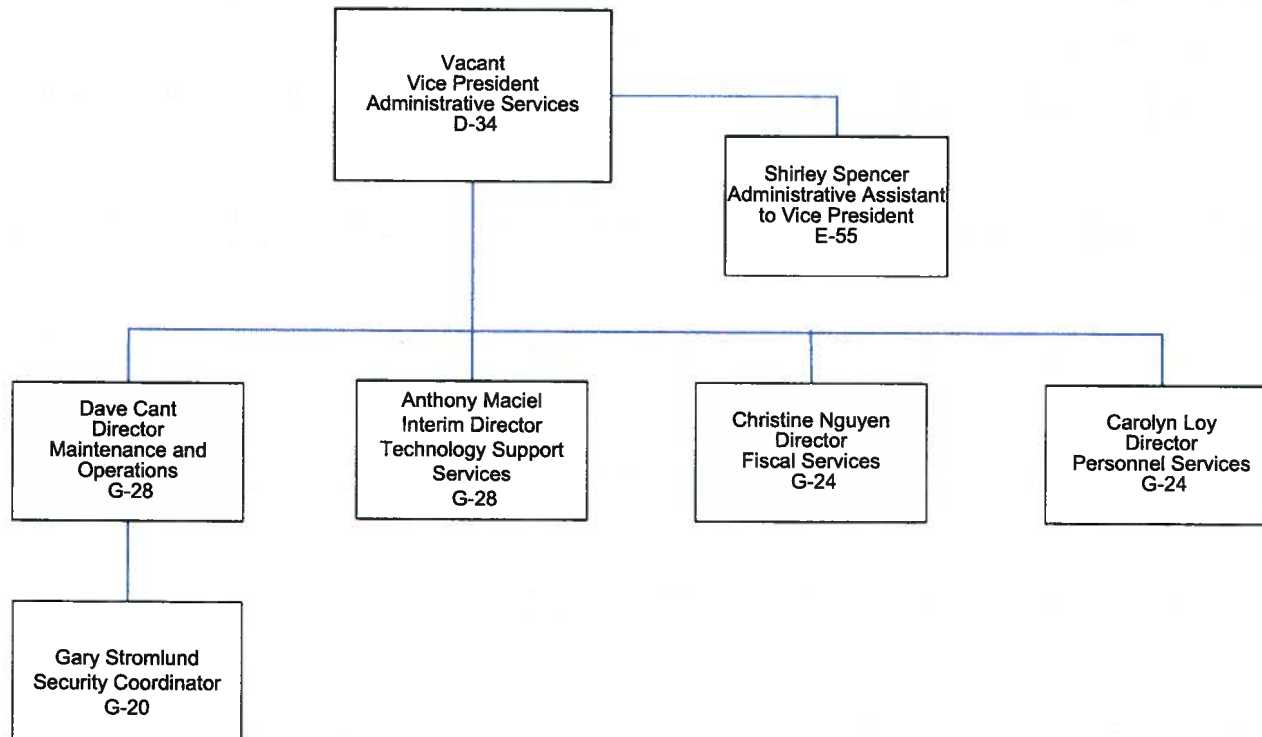 Vacant
Vice President
Administrative Services
D-34
Shirley Spencer
Administrative Assistant
to Vice President
E-55
Dave Cant
Director
Maintenance and
Operations
G-28
Anthony Maciel
Interim Director
Technology Support
Services
G-28
Christine Nguyen
Director
Fiscal Services
G-24
Carolyn Loy
Director
Personnel Services
G-24
Gary Stromlund
Security Coordinator
G-20